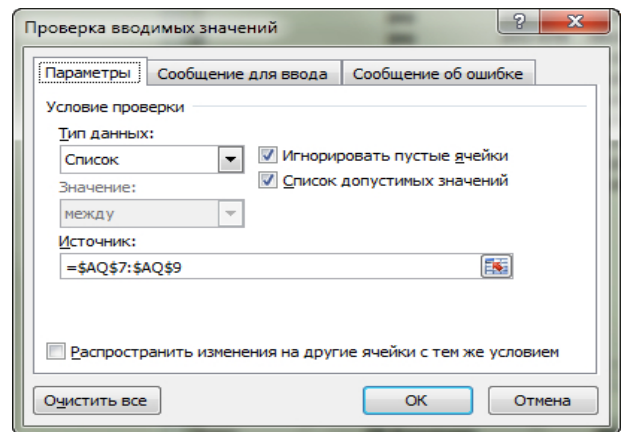 Проверка вводимых значений
Параметры Сообщение для ввода Сообщение об ошибке
Условие проверки
Тип данных:
Список
Игнорировать пустые ячейки
Список допустимых значений
Значение:
между
Источник:
=$AQ$7:$AQ$9
Распространить изменения на другие ячейки с тем же условием
Очистить все ОК Отмена